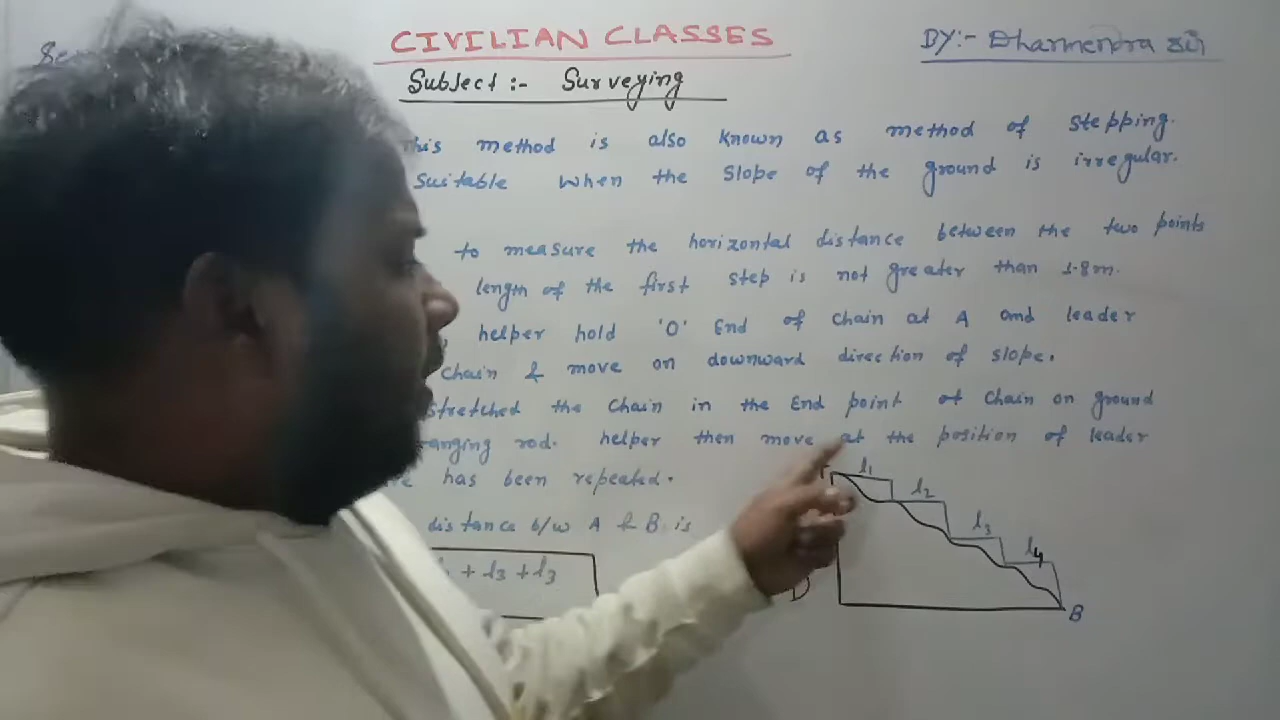 CIVILIAN CLASSES
BY:- Dharmendra Sir
Subject :- Surveying
This method is also known as method of stepping.
Suitable when the slope of the ground is irregular.
to measure the horizontal distance between the two points
length of the first step is not greater than 1.8m.
helper hold 'O' End of chain at A and leader
chain & move on downward direction of slope.
stretched the chain in the End point of chain on ground
ranging rod. helper then move at the position of leader
has been repeated.
distance b/w A & B is
+ l3 + l3
l1
l2
l3
l4
D
B